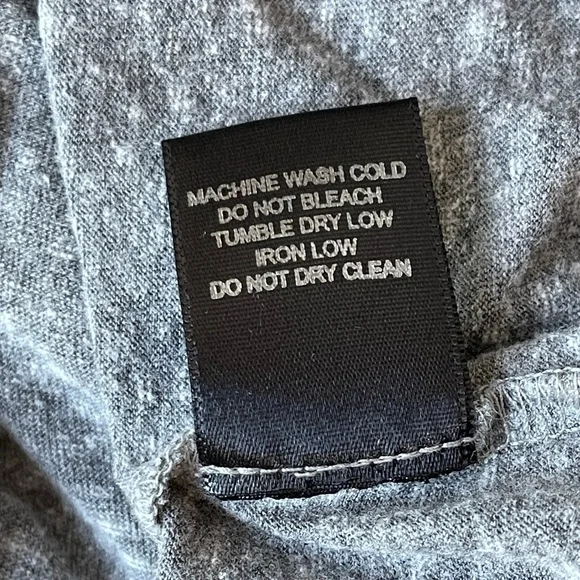 MACHINE WASH COLD
DO NOT BLEACH
TUMBLE DRY LOW
IRON LOW
DO NOT DRY CLEAN